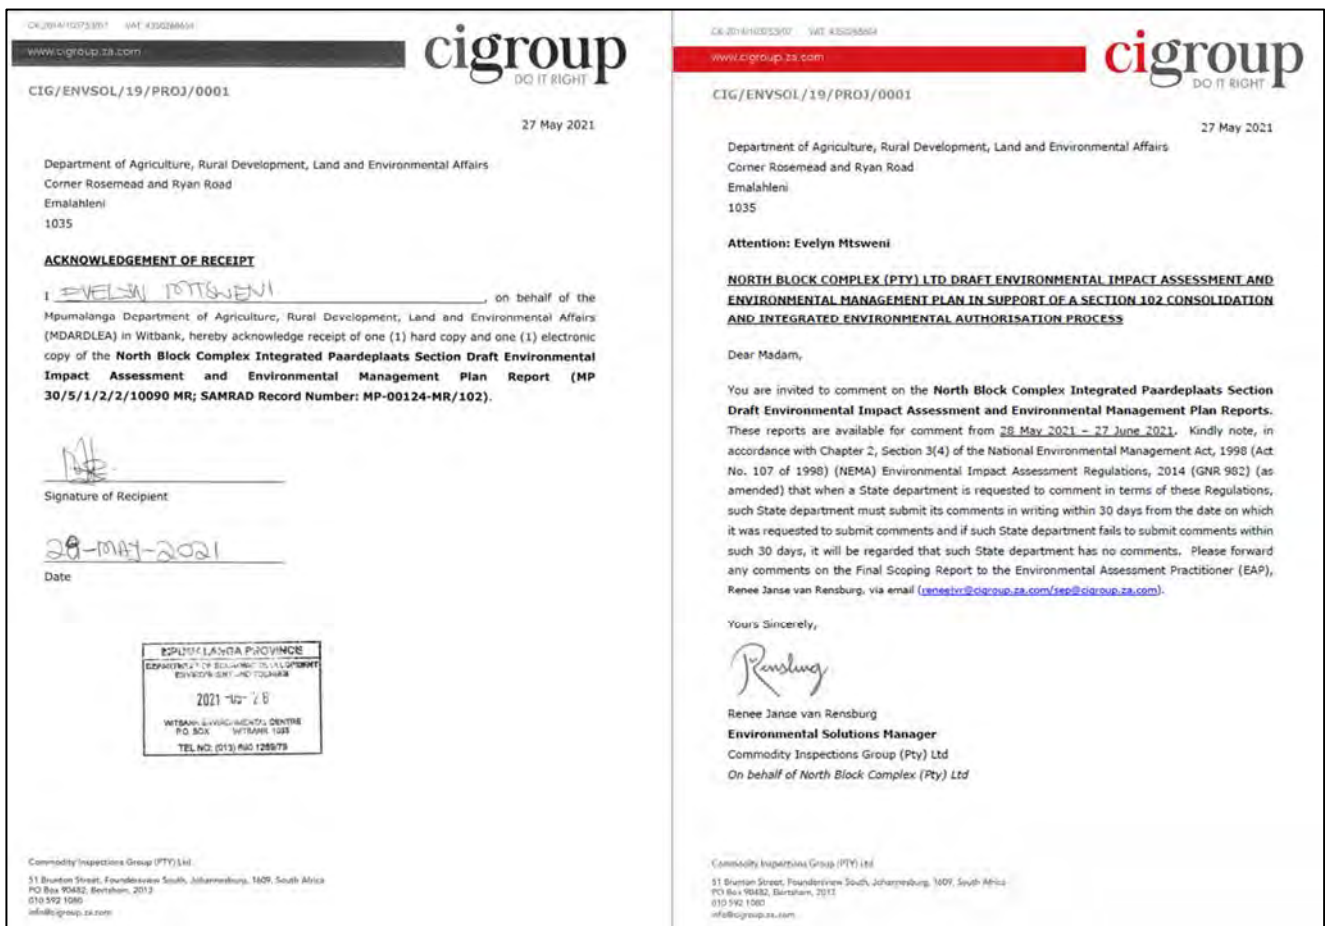 www.cigroup.za.com
cigroup
DO IT RIGHT
CIG/ENVSOL/19/PROJ/0001
27 May 2021
Department of Agriculture, Rural Development, Land and Environmental Affairs
Corner Rosemead and Ryan Road
Emalahleni
1035
ACKNOWLEDGEMENT OF RECEIPT
I EVELYN MTSWENI, on behalf of the
Mpumalanga Department of Agriculture, Rural Development, Land and Environmental Affairs
(MDARDLEA) in Witbank, hereby acknowledge receipt of one (1) hard copy and one (1) electronic
copy of the North Block Complex Integrated Paardeplaats Section Draft Environmental
Impact Assessment and Environmental Management Plan Report (MP
30/5/1/2/2/10090 MR; SAMRAD Record Number: MP-00124-MR/102).
Signature of Recipient
28-MAY-2021
Date
MPUMALANGA PROVINCE
2021 -05- 28
WITBANK ENVIRONMENTAL CENTRE
P.O. BOX WITBANK 1035
Commodity Inspections Group (PTY) Ltd
51 Brunton Street, Foundersview South, Johannesburg, 1609, South Africa
PO Box 90482, Bertsham, 2013
010 592 1080
info@cigroup.za.com
www.cigroup.za.com
cigroup
DO IT RIGHT
CIG/ENVSOL/19/PROJ/0001
27 May 2021
Department of Agriculture, Rural Development, Land and Environmental Affairs
Corner Rosemead and Ryan Road
Emalahleni
1035
Attention: Evelyn Mtsweni
NORTH BLOCK COMPLEX (PTY) LTD DRAFT ENVIRONMENTAL IMPACT ASSESSMENT AND
ENVIRONMENTAL MANAGEMENT PLAN IN SUPPORT OF A SECTION 102 CONSOLIDATION
AND INTEGRATED ENVIRONMENTAL AUTHORISATION PROCESS
Dear Madam,
You are invited to comment on the North Block Complex Integrated Paardeplaats Section
Draft Environmental Impact Assessment and Environmental Management Plan Reports.
These reports are available for comment from 28 May 2021 – 27 June 2021. Kindly note, in
accordance with Chapter 2, Section 3(4) of the National Environmental Management Act, 1998 (Act
No. 107 of 1998) (NEMA) Environmental Impact Assessment Regulations, 2014 (GNR 982) (as
amended) that when a State department is requested to comment in terms of these Regulations,
such State department must submit its comments in writing within 30 days from the date on which
it was requested to submit comments and if such State department fails to submit comments within
such 30 days, it will be regarded that such State department has no comments. Please forward
any comments on the Final Scoping Report to the Environmental Assessment Practitioner (EAP),
Renee Janse van Rensburg, via email (reneejvr@cigroup.za.com/sep@cigroup.za.com).
Yours Sincerely,
Rensburg
Renee Janse van Rensburg
Environmental Solutions Manager
Commodity Inspections Group (Pty) Ltd
On behalf of North Block Complex (Pty) Ltd
Commodity Inspections Group (PTY) Ltd
51 Brunton Street, Foundersview South, Johannesburg, 1609, South Africa
PO Box 90482, Bertsham, 2013
010 592 1080
info@cigroup.za.com